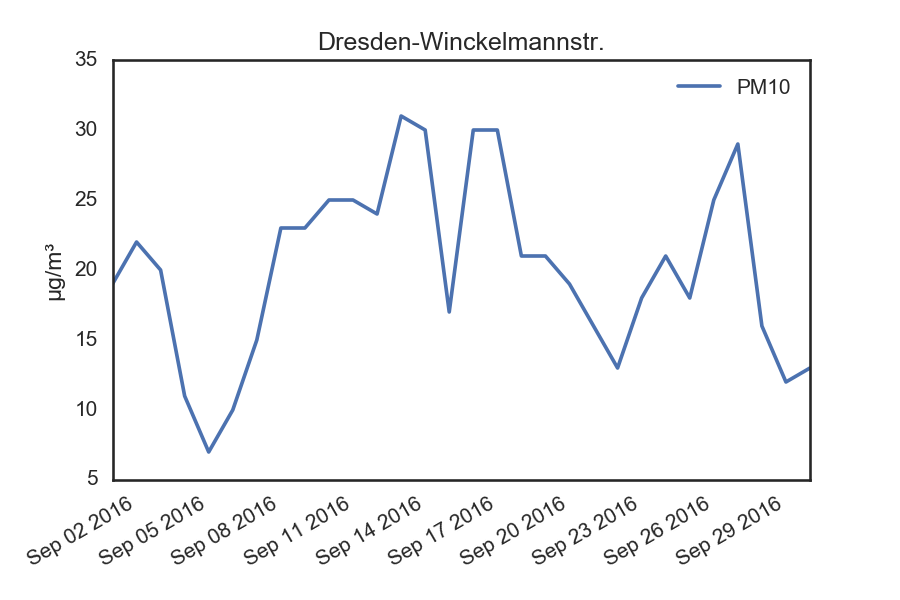 Dresden-Winckelmannstr.
35
PM10
30
25
20
15
10
5
µg/m³
Sep 02 2016
Sep 05 2016
Sep 08 2016
Sep 11 2016
Sep 14 2016
Sep 17 2016
Sep 20 2016
Sep 23 2016
Sep 26 2016
Sep 29 2016